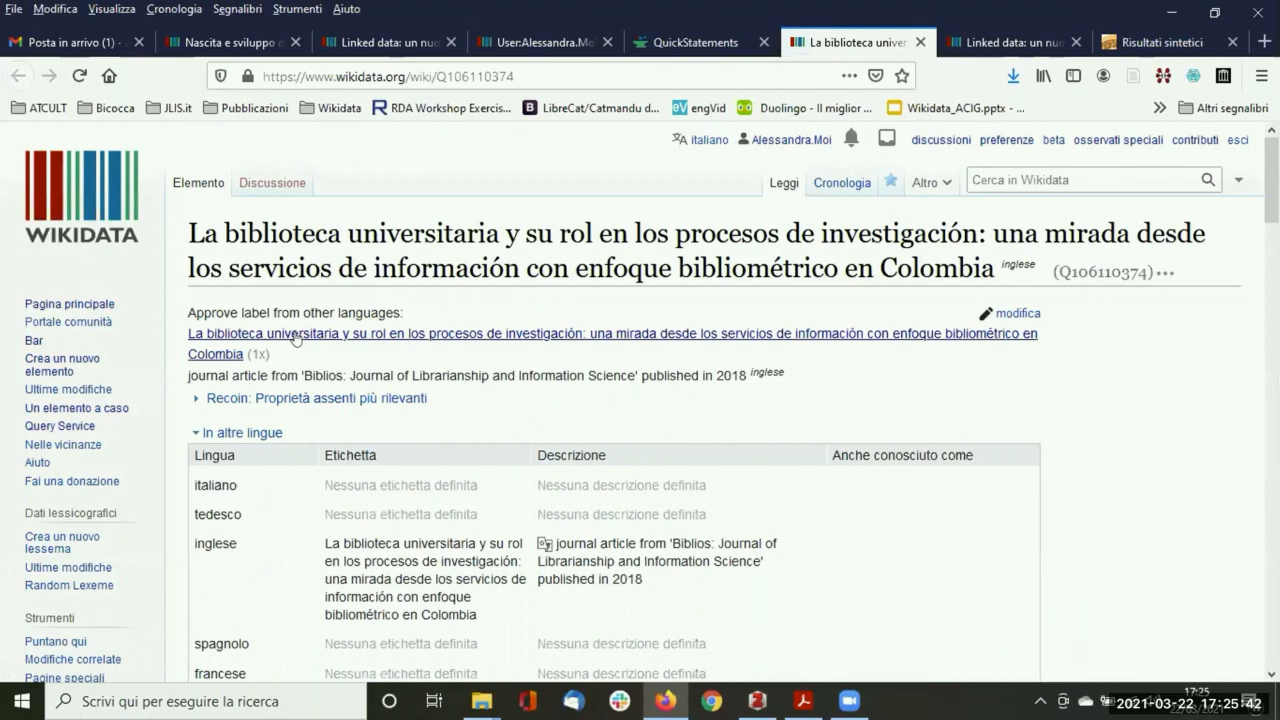 File Modifica Visualizza Cronologia Segnalibri Strumenti Aiuto
Posta in arrivo (1) - Nascita e sviluppo e Linked data: un nuo User:Alessandra.Mo QuickStatements La biblioteca univer Linked data: un nuo Risultati sintetici
https://www.wikidata.org/wiki/Q106110374
ATCULT Bicocca JLIS.it Pubblicazioni Wikidata RDA Workshop Exercis... LibreCat/Catmandu d... engVid Duolingo - Il miglior ... Wikidata_ACIG.pptx - ... Altri segnalibri
italiano Alessandra.Moi discussioni preferenze beta osservati speciali contributi esci
Elemento Discussione Leggi Cronologia Altro Cerca in Wikidata
WIKIDATA
La biblioteca universitaria y su rol en los procesos de investigación: una mirada desde
los servicios de información con enfoque bibliométrico en Colombia inglese (Q106110374)
Approve label from other languages: modifica
La biblioteca universitaria y su rol en los procesos de investigación: una mirada desde los servicios de información con enfoque bibliométrico en
Colombia (1x)
journal article from 'Biblios: Journal of Librarianship and Information Science' published in 2018 inglese
Recoin: Proprietà assenti più rilevanti
In altre lingue
Lingua Etichetta Descrizione Anche conosciuto come
italiano Nessuna etichetta definita Nessuna descrizione definita
tedesco Nessuna etichetta definita Nessuna descrizione definita
inglese La biblioteca universitaria y su rol journal article from 'Biblios: Journal of
en los procesos de investigación: Librarianship and Information Science'
una mirada desde los servicios de published in 2018
información con enfoque
bibliométrico en Colombia
spagnolo Nessuna etichetta definita Nessuna descrizione definita
francese Nessuna etichetta definita Nessuna descrizione definita
Pagina principale
Portale comunità
Bar
Crea un nuovo
elemento
Ultime modifiche
Un elemento a caso
Query Service
Nelle vicinanze
Aiuto
Fai una donazione
Dati lessicografici
Crea un nuovo
lessema
Ultime modifiche
Random Lexeme
Strumenti
Puntano qui
Modifiche correlate
Pagine speciali
Scrivi qui per eseguire la ricerca
17:25
2021-03-22 17:25:42